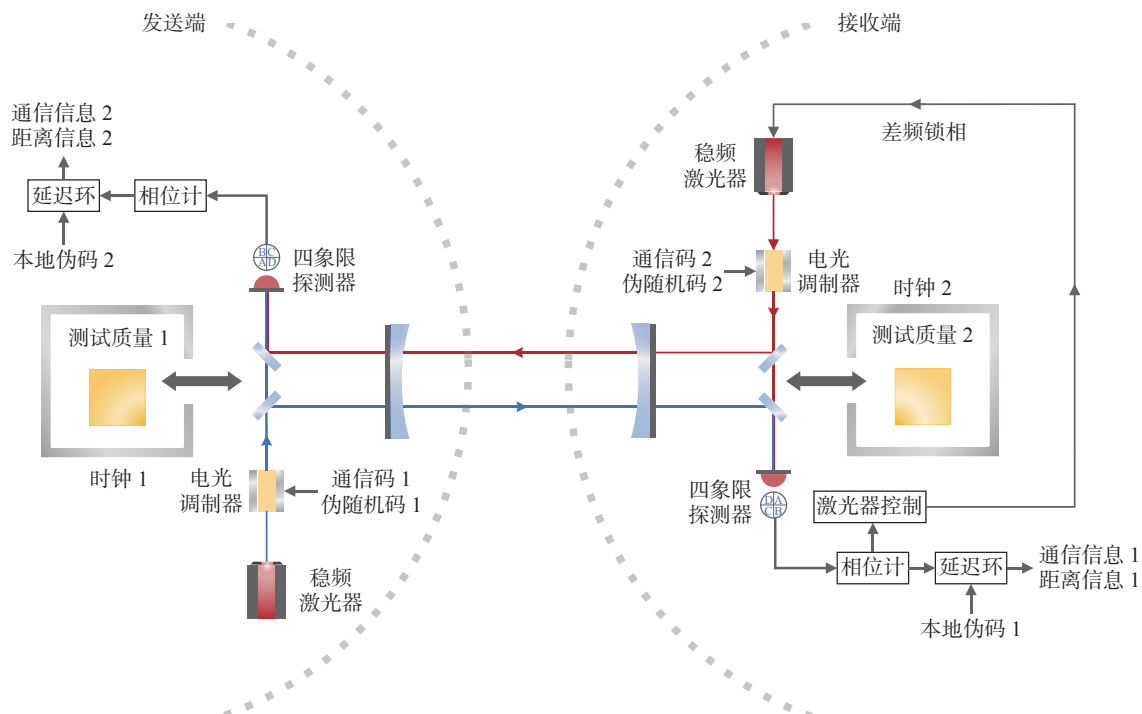 发送端
接收端
通信信息 2
距离信息 2
延迟环
相位计
本地伪码 2
B C
A D
四象限
探测器
测试质量 1
时钟 1
电光
调制器
通信码 1
伪随机码 1
稳频
激光器
差频锁相
稳频
激光器
通信码 2
伪随机码 2
电光
调制器
时钟 2
测试质量 2
四象限
探测器
D A
C B
激光器控制
相位计
延迟环
通信信息 1
距离信息 1
本地伪码 1